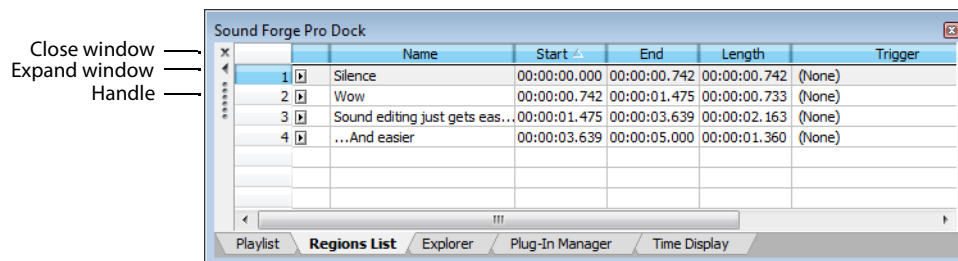 Sound Forge Pro Dock
Close window
Expand window
Handle
Name Start End Length Trigger
1 Silence 00:00:00.000 00:00:00.742 00:00:00.742 (None)
2 Wow 00:00:00.742 00:00:01.475 00:00:00.733 (None)
3 Sound editing just gets eas... 00:00:01.475 00:00:03.639 00:00:02.163 (None)
4 ...And easier 00:00:03.639 00:00:05.000 00:00:01.360 (None)
Playlist Regions List Explorer Plug-In Manager Time Display